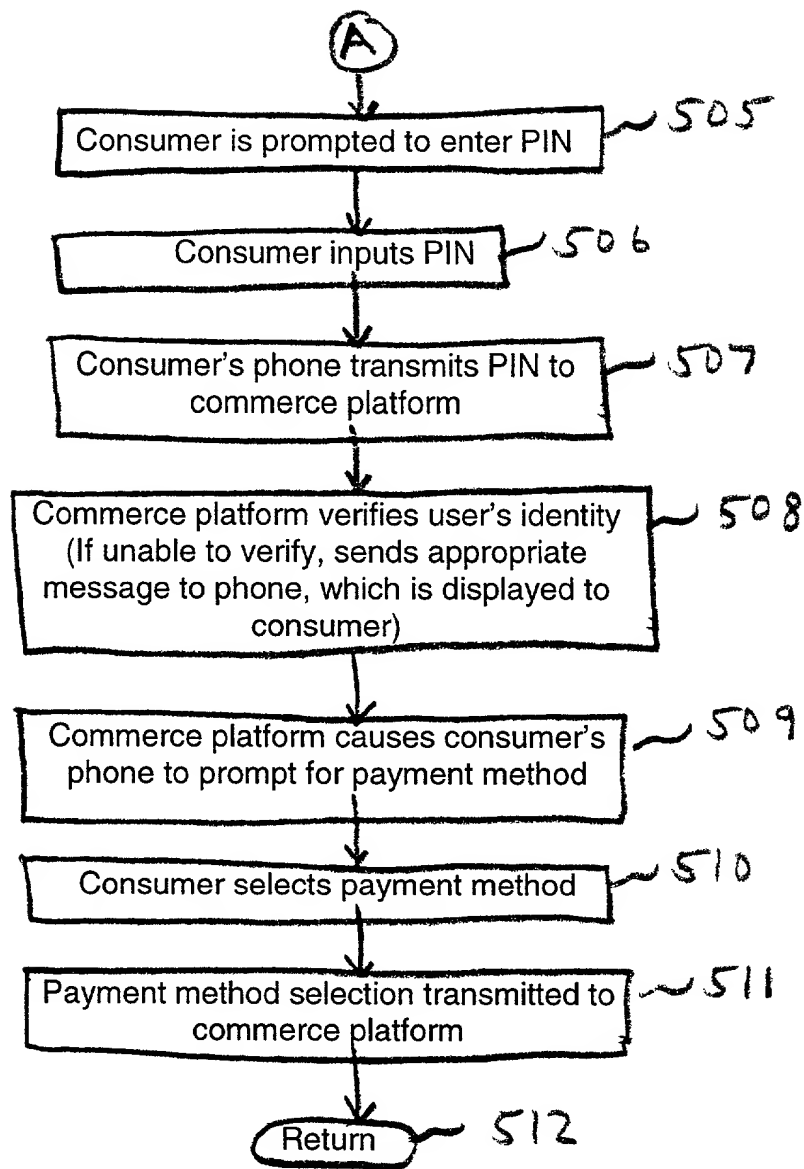 A
Consumer is prompted to enter PIN
505
Consumer inputs PIN
506
Consumer's phone transmits PIN to
commerce platform
507
Commerce platform verifies user's identity
(If unable to verify, sends appropriate
message to phone, which is displayed to
consumer)
508
Commerce platform causes consumer's
phone to prompt for payment method
509
Consumer selects payment method
510
Payment method selection transmitted to
commerce platform
511
Return
512